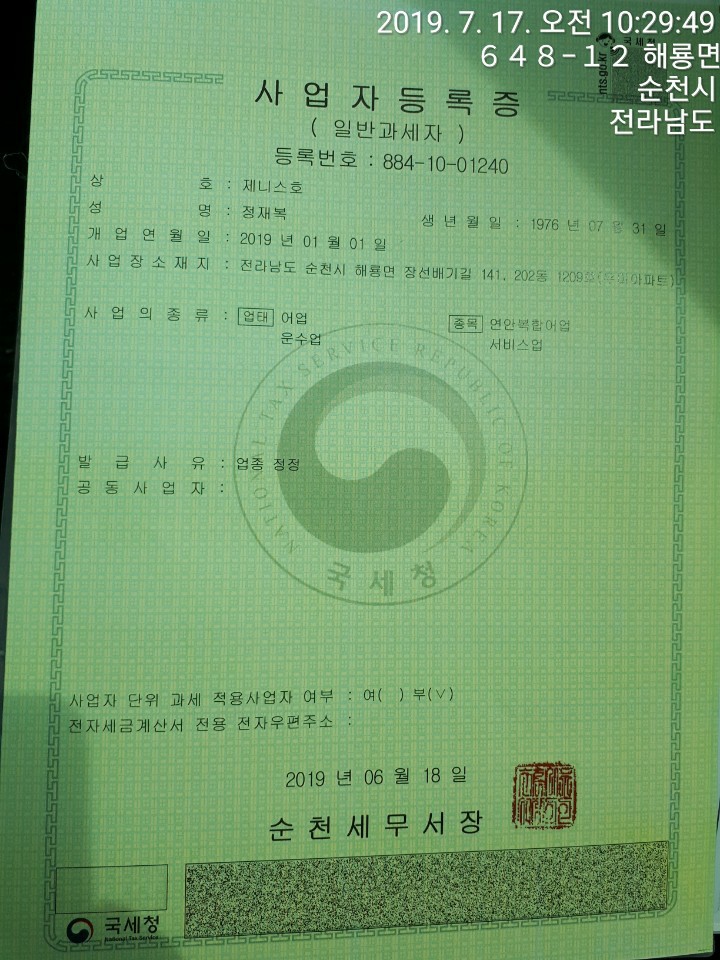 2019. 7. 17. 오전 10:29:49
648-12 해룡면
순천시
전라남도
국세청
nts.go.kr
사업자등록증
( 일반과세자 )
등록번호 : 884-10-01240
상 호 : 제니스호
성 명 : 정재복 생 년 월 일 : 1976 년 07 월 31 일
개 업 연 월 일 : 2019 년 01 월 01 일
사 업 장 소 재 지 : 전라남도 순천시 해룡면 장선배기길 141, 202동 1209호
사 업 의 종 류 : 업태 어업 종목 연안복합어업
운수업 서비스업
NATIONAL TAX SERVICE REPUBLIC OF KOREA
발 급 사 유 : 업종 정정
공 동 사 업 자 :
국세청
사업자 단위 과세 적용사업자 여부 : 여( ) 부(∨)
전자세금계산서 전용 전자우편주소 :
2019 년 06 월 18 일
순천세무서장
국세청
National Tax Service